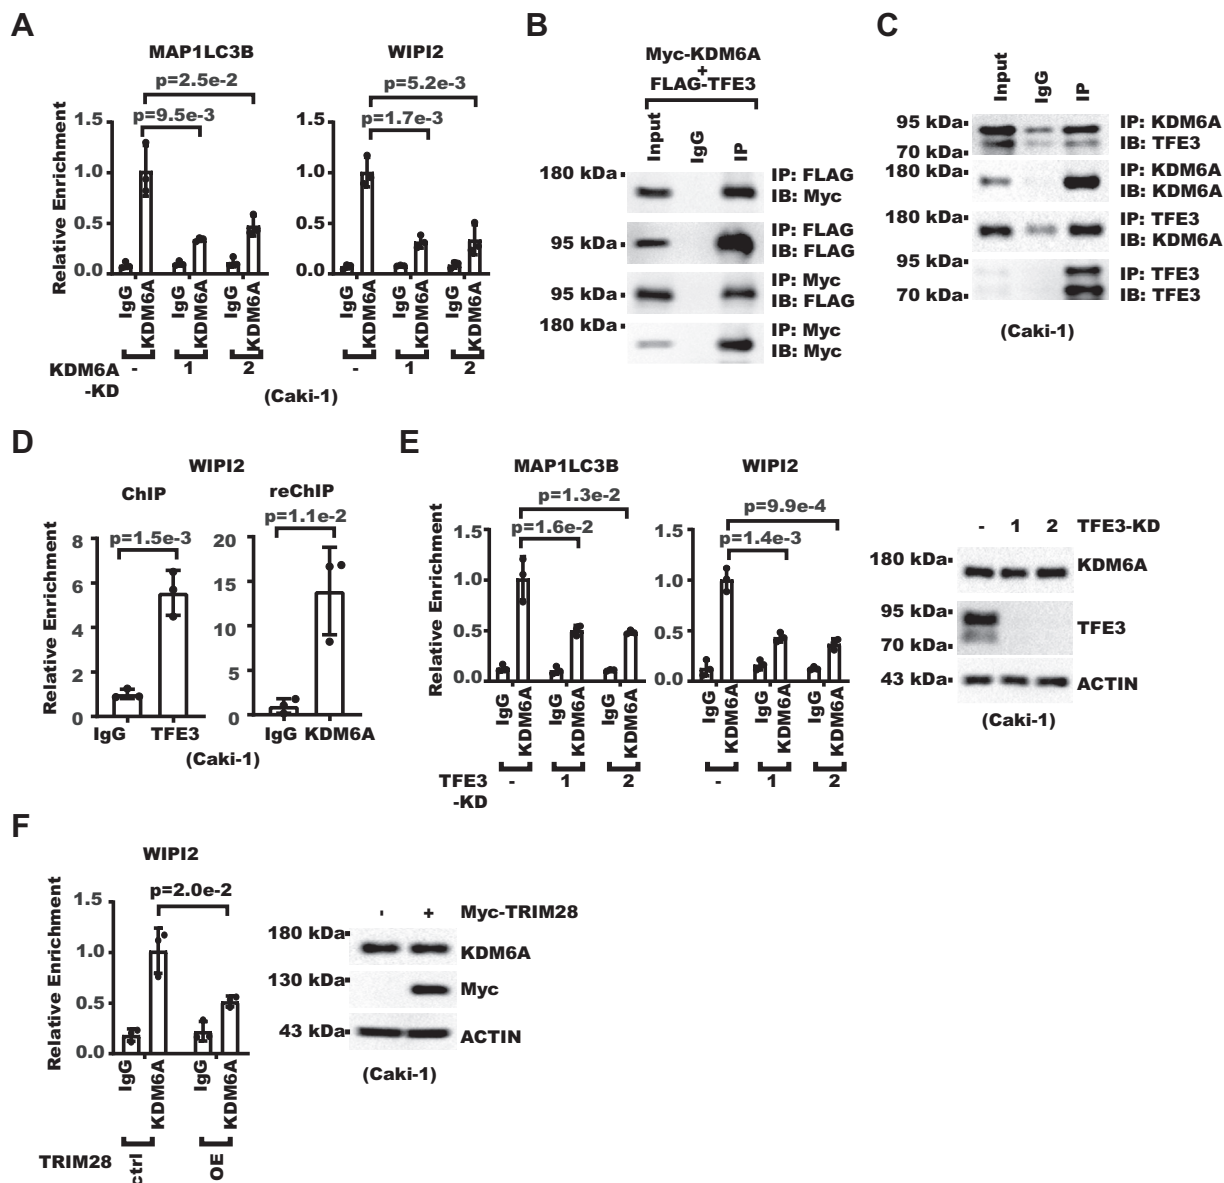 A
MAP1LC3B
WIPI2
p=2.5e-2
p=9.5e-3
p=5.2e-3
p=1.7e-3
Relative Enrichment
1.5
1.0
0.5
0.0
1.5
1.0
0.5
0.0
IgG
KDM6A
IgG
KDM6A
IgG
KDM6A
IgG
KDM6A
IgG
KDM6A
IgG
KDM6A
KDM6A
-KD
- 1 2
- 1 2
(Caki-1)
B
Myc-KDM6A
+
FLAG-TFE3
Input IgG IP
180 kDa
IP: FLAG
IB: Myc
95 kDa
IP: FLAG
IB: FLAG
95 kDa
IP: Myc
IB: FLAG
180 kDa
IP: Myc
IB: Myc
C
Input IgG IP
95 kDa
70 kDa
IP: KDM6A
IB: TFE3
180 kDa
IP: KDM6A
IB: KDM6A
180 kDa
IP: TFE3
IB: KDM6A
95 kDa
70 kDa
IP: TFE3
IB: TFE3
(Caki-1)
D
WIPI2
ChIP
reChIP
p=1.5e-3
p=1.1e-2
Relative Enrichment
8
6
4
2
0
20
15
10
5
0
IgG TFE3
IgG KDM6A
(Caki-1)
E
MAP1LC3B
WIPI2
p=1.3e-2
p=1.6e-2
p=9.9e-4
p=1.4e-3
Relative Enrichment
1.5
1.0
0.5
0.0
1.5
1.0
0.5
0.0
IgG
KDM6A
IgG
KDM6A
IgG
KDM6A
IgG
KDM6A
IgG
KDM6A
IgG
KDM6A
TFE3
-KD
- 1 2
- 1 2
- 1 2 TFE3-KD
180 kDa
KDM6A
95 kDa
70 kDa
TFE3
43 kDa
ACTIN
(Caki-1)
F
WIPI2
p=2.0e-2
Relative Enrichment
1.5
1.0
0.5
0.0
IgG
KDM6A
IgG
KDM6A
TRIM28
ctrl
OE
- + Myc-TRIM28
180 kDa
KDM6A
130 kDa
Myc
43 kDa
ACTIN
(Caki-1)